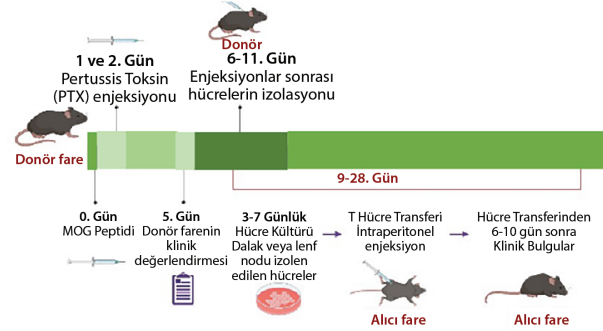 1 ve 2. Gün
Pertussis Toksin
(PTX) enjeksiyonu
Donör
6-11. Gün
Enjeksiyonlar sonrası
hücrelerin izolasyonu
Donör fare
9-28. Gün
0. Gün
MOG Peptidi
5. Gün
Donör farenin
klinik
değerlendirmesi
3-7 Günlük
Hücre Kültürü
Dalak veya lenf
nodu izolen
edilen hücreler
T Hücre Transferi
İntraperitonel
enjeksiyon
Alıcı fare
Hücre Transferinden
6-10 gün sonra
Klinik Bulgular
Alıcı fare